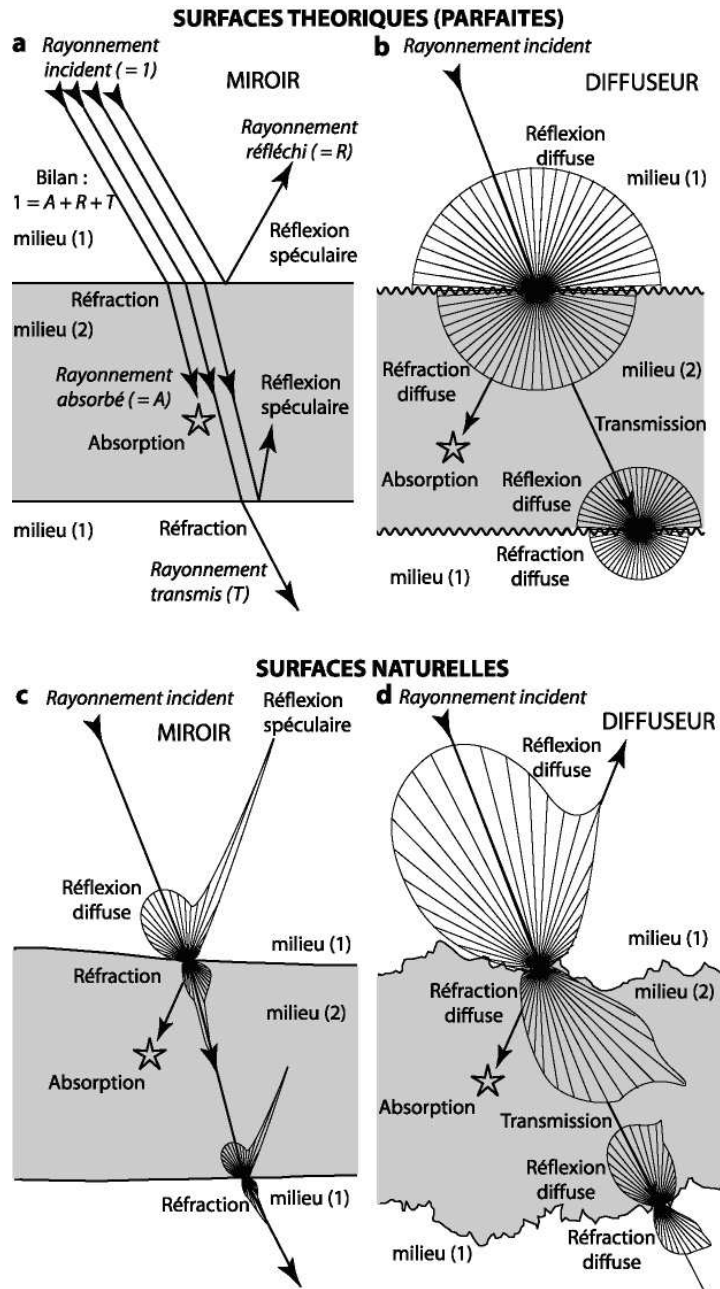 SURFACES THEORIQUES (PARFAITES)
a Rayonnement
incident (= 1)
MIROIR
Rayonnement
réfléchi (= R)
Bilan :
1 = A + R + T
milieu (1)
Réflexion
spéculaire
Réfraction
milieu (2)
Rayonnement
absorbé (= A)
Réflexion
spéculaire
Absorption
milieu (1)
Réfraction
Rayonnement
transmis (T)
b Rayonnement incident
DIFFUSEUR
Réflexion
diffuse
milieu (1)
Réfraction
diffuse
milieu (2)
Transmission
Absorption
Réflexion
diffuse
Réfraction
diffuse
milieu (1)
SURFACES NATURELLES
c Rayonnement incident
Réflexion
spéculaire
MIROIR
Réflexion
diffuse
milieu (1)
Réfraction
milieu (2)
Absorption
Réfraction
milieu (1)
d Rayonnement incident
DIFFUSEUR
Réflexion
diffuse
milieu (1)
milieu (2)
Réfraction
diffuse
Absorption
Transmission
Réflexion
diffuse
milieu (1)
Réfraction
diffuse